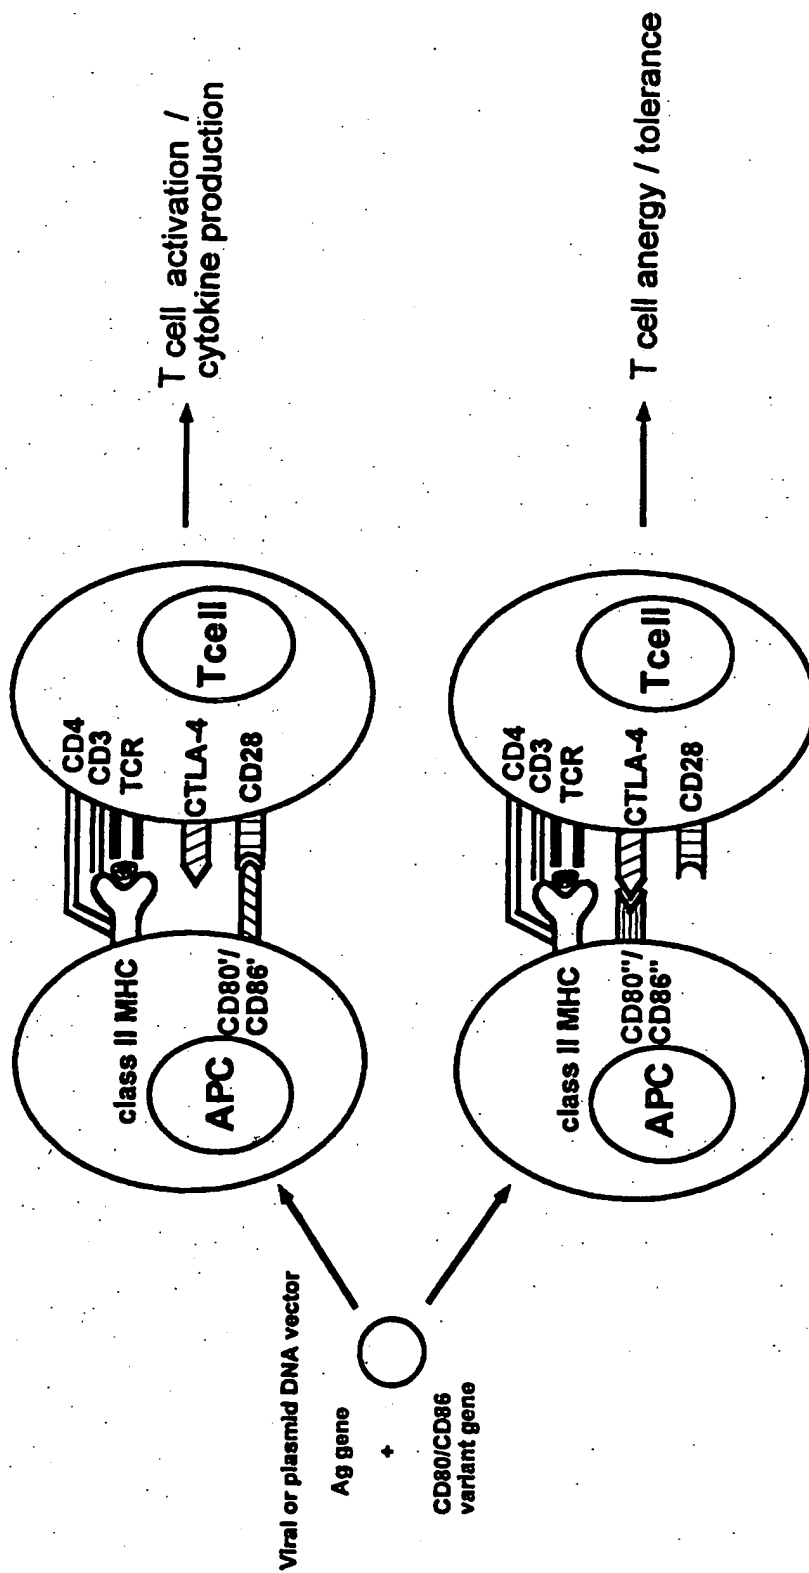 Viral or plasmid DNA vector
Ag gene
+
CD80/CD86
variant gene
class II MHC
APC
CD80'/
CD86'
CD4
CD3
TCR
CTLA-4
CD28
T cell
T cell activation /
cytokine production
class II MHC
APC
CD80"/
CD86"
CD4
CD3
TCR
CTLA-4
CD28
T cell
T cell anergy / tolerance